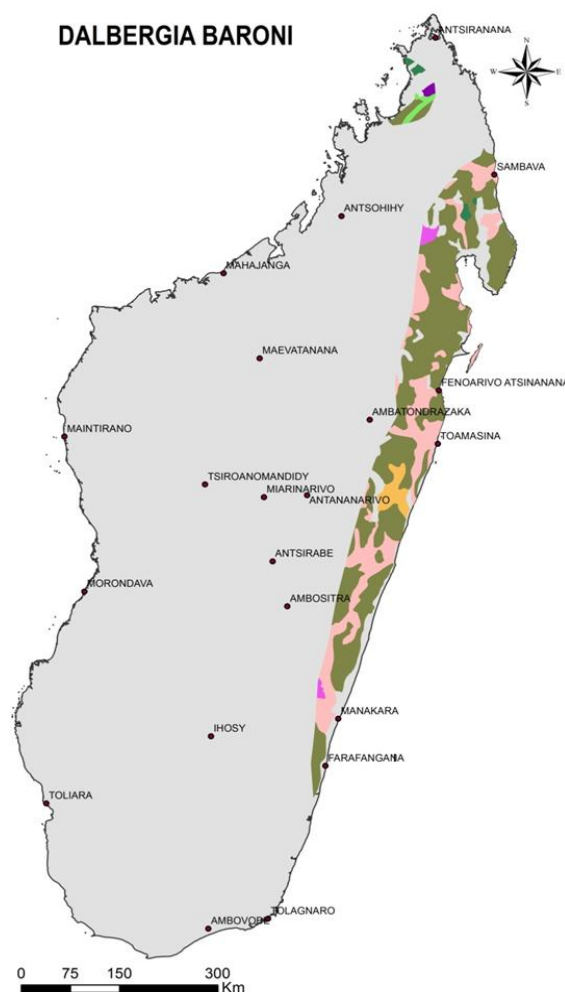 DALBERGIA BARONI
ANTSIRANANA
N
W E
S
SAMBAVA
ANTSOHIHY
MAHAJANGA
MAEVATANANA
FENOARIVO ATSINANANA
AMBATONDRAZAKA
MAINTIRANO
TOAMASINA
TSIROANOMANDIDY
MIARINARIVO
ANTANANARIVO
ANTSIRABE
MORONDAVA
AMBOSITRA
MANAKARA
IHOSY
FARAFANGANA
TOLIARA
TOLAGNARO
AMBOVOBE
0 75 150 300
Km